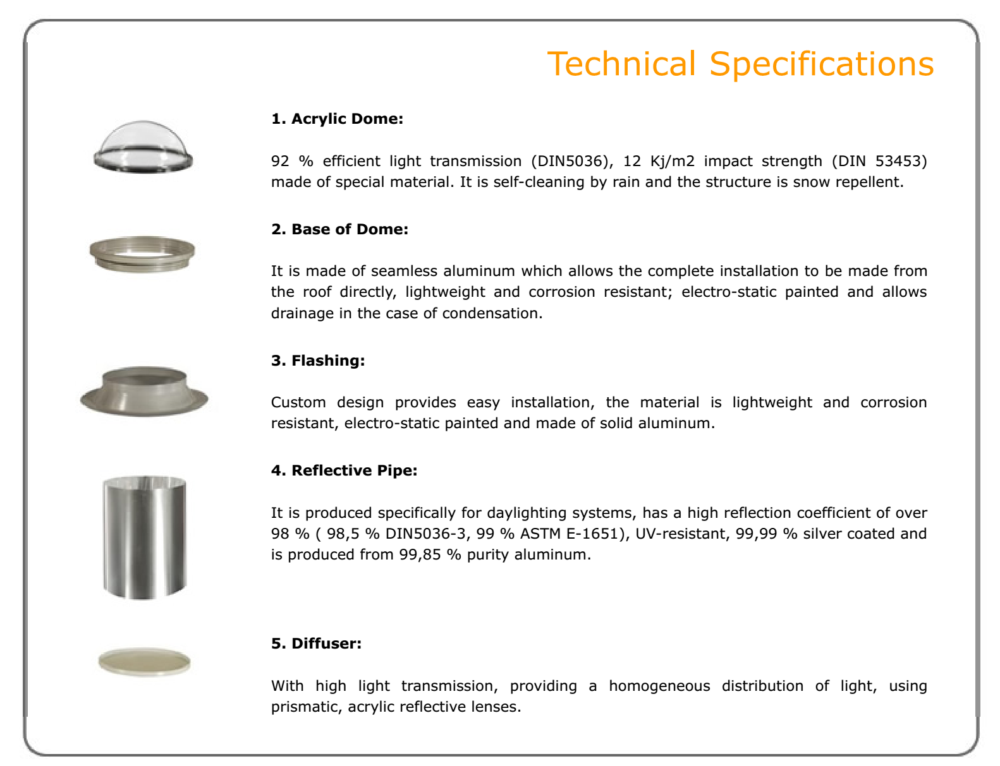 Technical Specifications
1. Acrylic Dome:
92 % efficient light transmission (DIN5036), 12 Kj/m2 impact strength (DIN 53453)
made of special material. It is self-cleaning by rain and the structure is snow repellent.
2. Base of Dome:
It is made of seamless aluminum which allows the complete installation to be made from
the roof directly, lightweight and corrosion resistant; electro-static painted and allows
drainage in the case of condensation.
3. Flashing:
Custom design provides easy installation, the material is lightweight and corrosion
resistant, electro-static painted and made of solid aluminum.
4. Reflective Pipe:
It is produced specifically for daylighting systems, has a high reflection coefficient of over
98 % ( 98,5 % DIN5036-3, 99 % ASTM E-1651), UV-resistant, 99,99 % silver coated and
is produced from 99,85 % purity aluminum.
5. Diffuser:
With high light transmission, providing a homogeneous distribution of light, using
prismatic, acrylic reflective lenses.